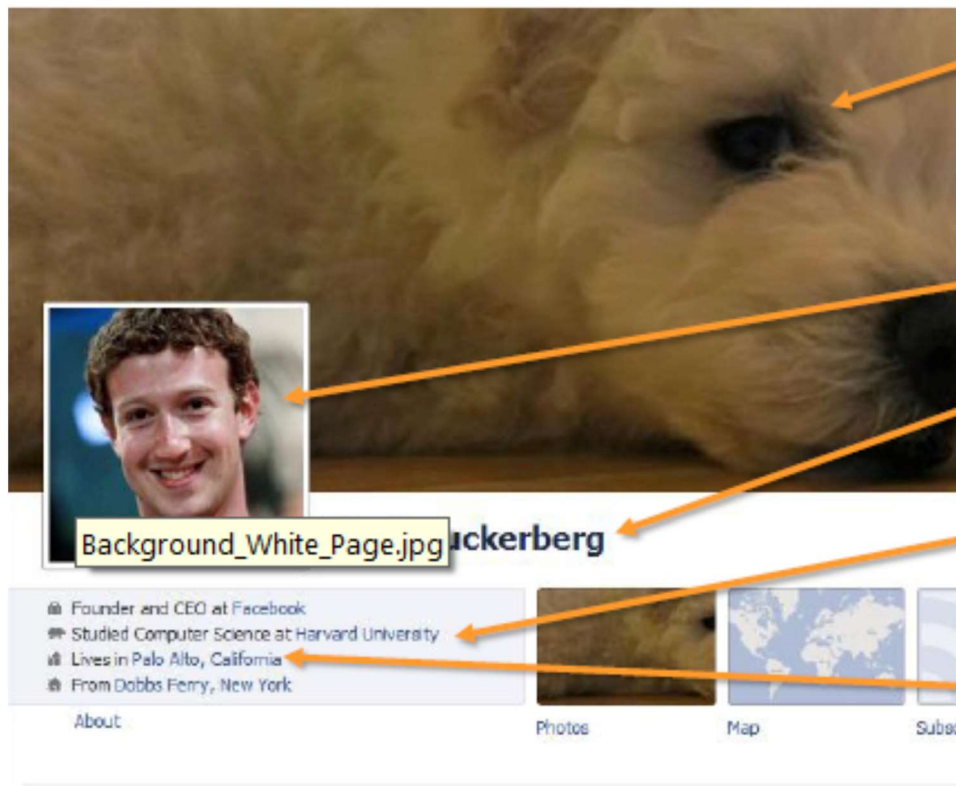 Background_White_Page.jpg uckerberg
Founder and CEO at Facebook
Studied Computer Science at Harvard University
Lives in Palo Alto, California
From Dobbs Ferry, New York
About
Photos
Map
Subsc